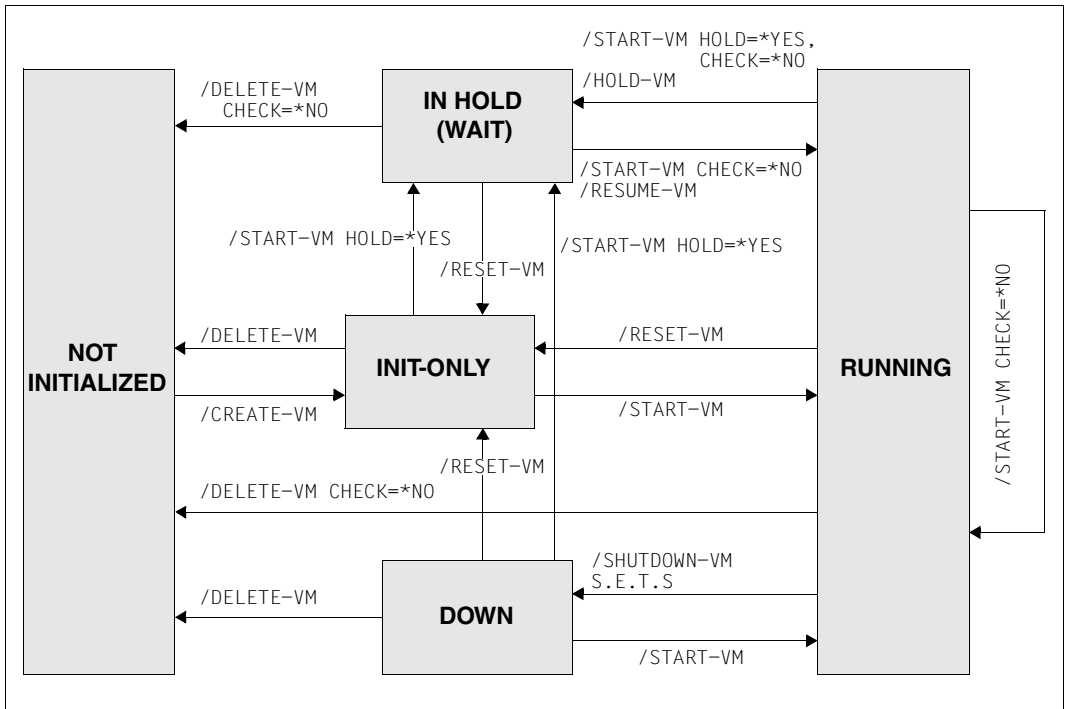 /START-VM HOLD=*YES,
CHECK=*NO
/HOLD-VM
/DELETE-VM
CHECK=*NO
IN HOLD
(WAIT)
/START-VM CHECK=*NO
/RESUME-VM
/START-VM HOLD=*YES
/START-VM HOLD=*YES
/RESET-VM
/START-VM CHECK=*NO
/DELETE-VM
/RESET-VM
NOT
INITIALIZED
INIT-ONLY
RUNNING
/CREATE-VM
/START-VM
/RESET-VM
/DELETE-VM CHECK=*NO
/SHUTDOWN-VM
S.E.T.S
/DELETE-VM
DOWN
/START-VM